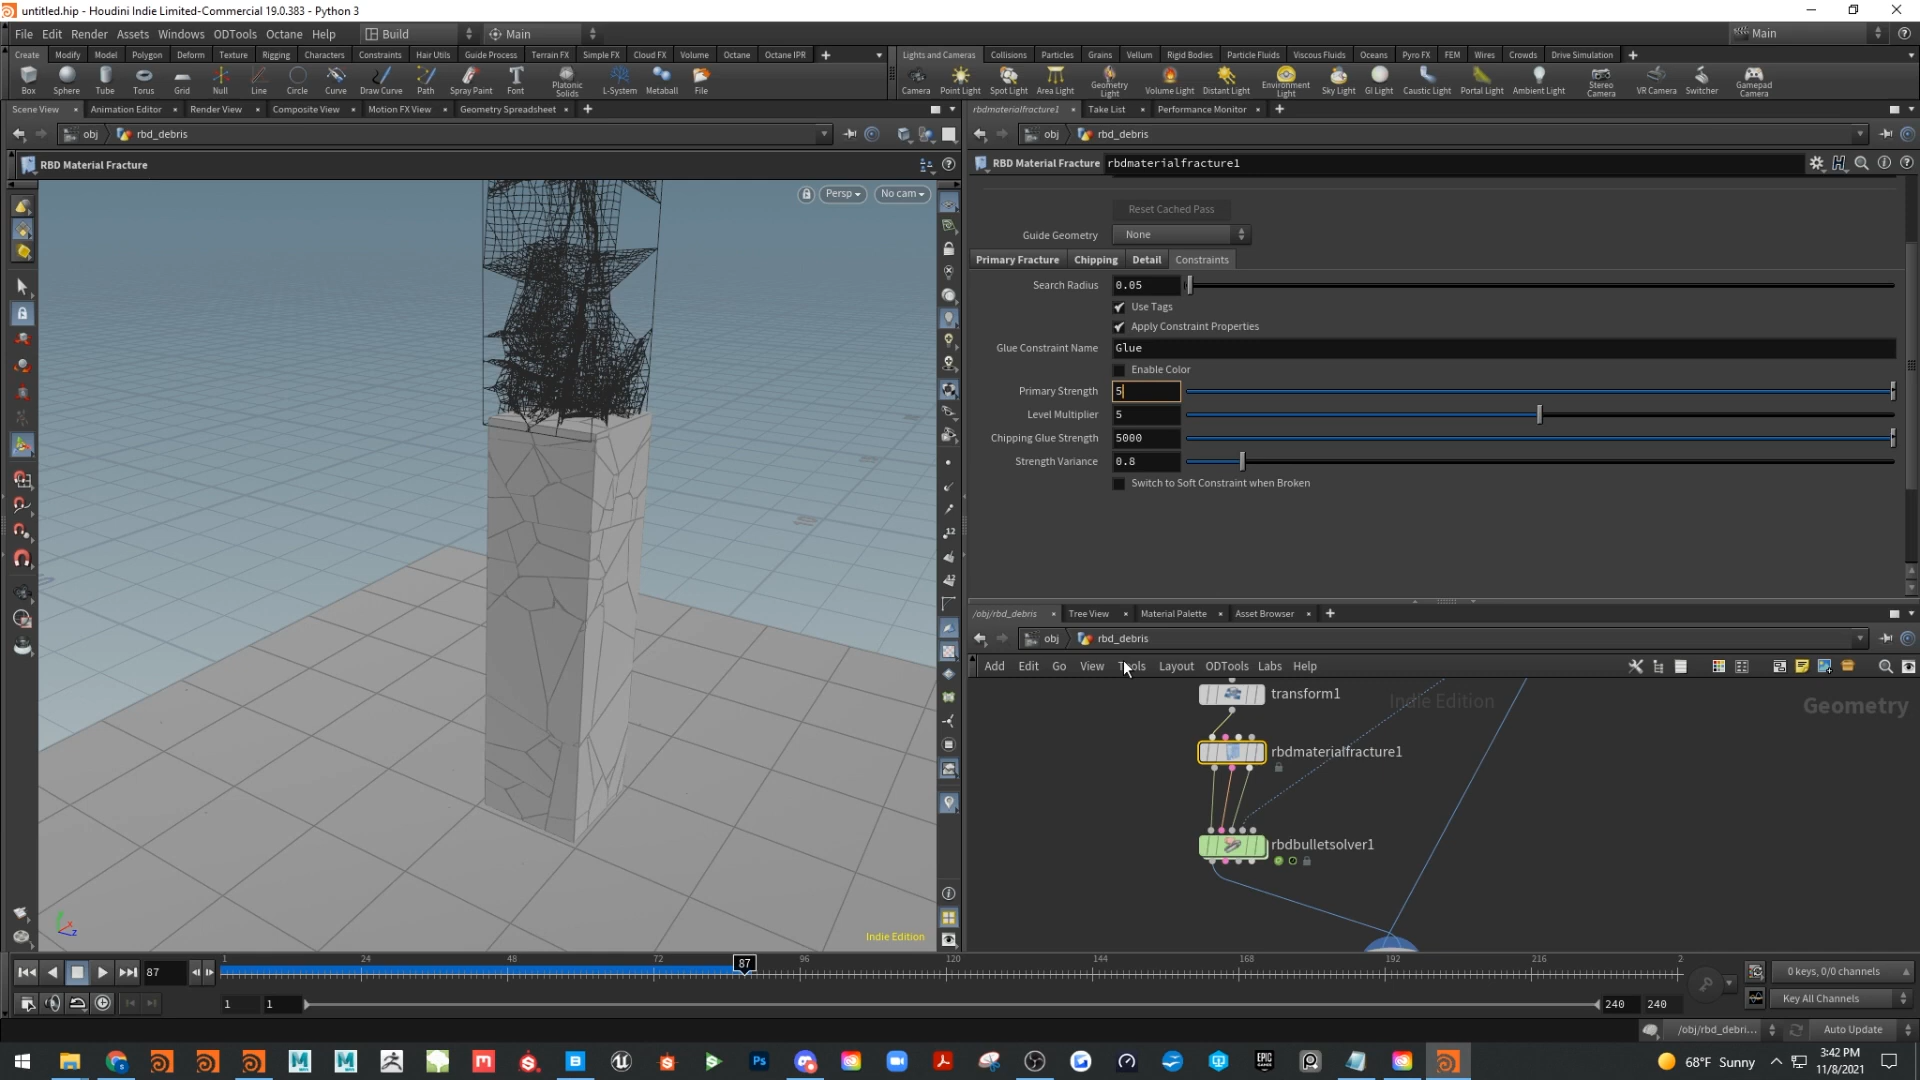 untitled.hip - Houdini Indie Limited-Commercial 19.0.383 - Python 3
File Edit Render Assets Windows ODTools Octane Help Build Main Main
Create Modify Model Polygon Deform Texture Rigging Characters Constraints Hair Utils Guide Process Terrain FX Simple FX Cloud FX Volume Octane Octane IPR
Lights and Cameras Collisions Particles Grains Vellum Rigid Bodies Particle Fluids Viscous Fluids Oceans Pyro FX FEM Wires Crowds Drive Simulation
Box Sphere Tube Torus Grid Null Line Circle Curve Draw Curve Path Spray Paint Font Platonic Solids L-System Metaball File
Camera Point Light Spot Light Area Light Geometry Light Volume Light Distant Light Environment Light Sky Light GI Light Caustic Light Portal Light Ambient Light Stereo Camera VR Camera Switcher Gamepad Camera
Scene View Animation Editor Render View Composite View Motion FX View Geometry Spreadsheet
rbdmaterialfracture1 Take List Performance Monitor
obj rbd_debris
obj rbd_debris
RBD Material Fracture
RBD Material Fracture rbdmaterialfracture1
Persp No cam
Reset Cached Pass
Guide Geometry None
Primary Fracture Chipping Detail Constraints
Search Radius 0.05
Use Tags
Apply Constraint Properties
Glue Constraint Name Glue
Enable Color
Primary Strength 5
Level Multiplier 5
Chipping Glue Strength 5000
Strength Variance 0.8
Switch to Soft Constraint when Broken
/obj/rbd_debris Tree View Material Palette Asset Browser
obj rbd_debris
Add Edit Go View Tools Layout ODTools Labs Help
transform1
Indie Edition
Geometry
rbdmaterialfracture1
rbdbulletsolver1
Indie Edition
87
1 24 48 72 87 96 120 144 168 192 216 2
0 keys, 0/0 channels
1 1 240 240
Key All Channels
/obj/rbd_debri... Auto Update
68°F Sunny
3:42 PM
11/8/2021